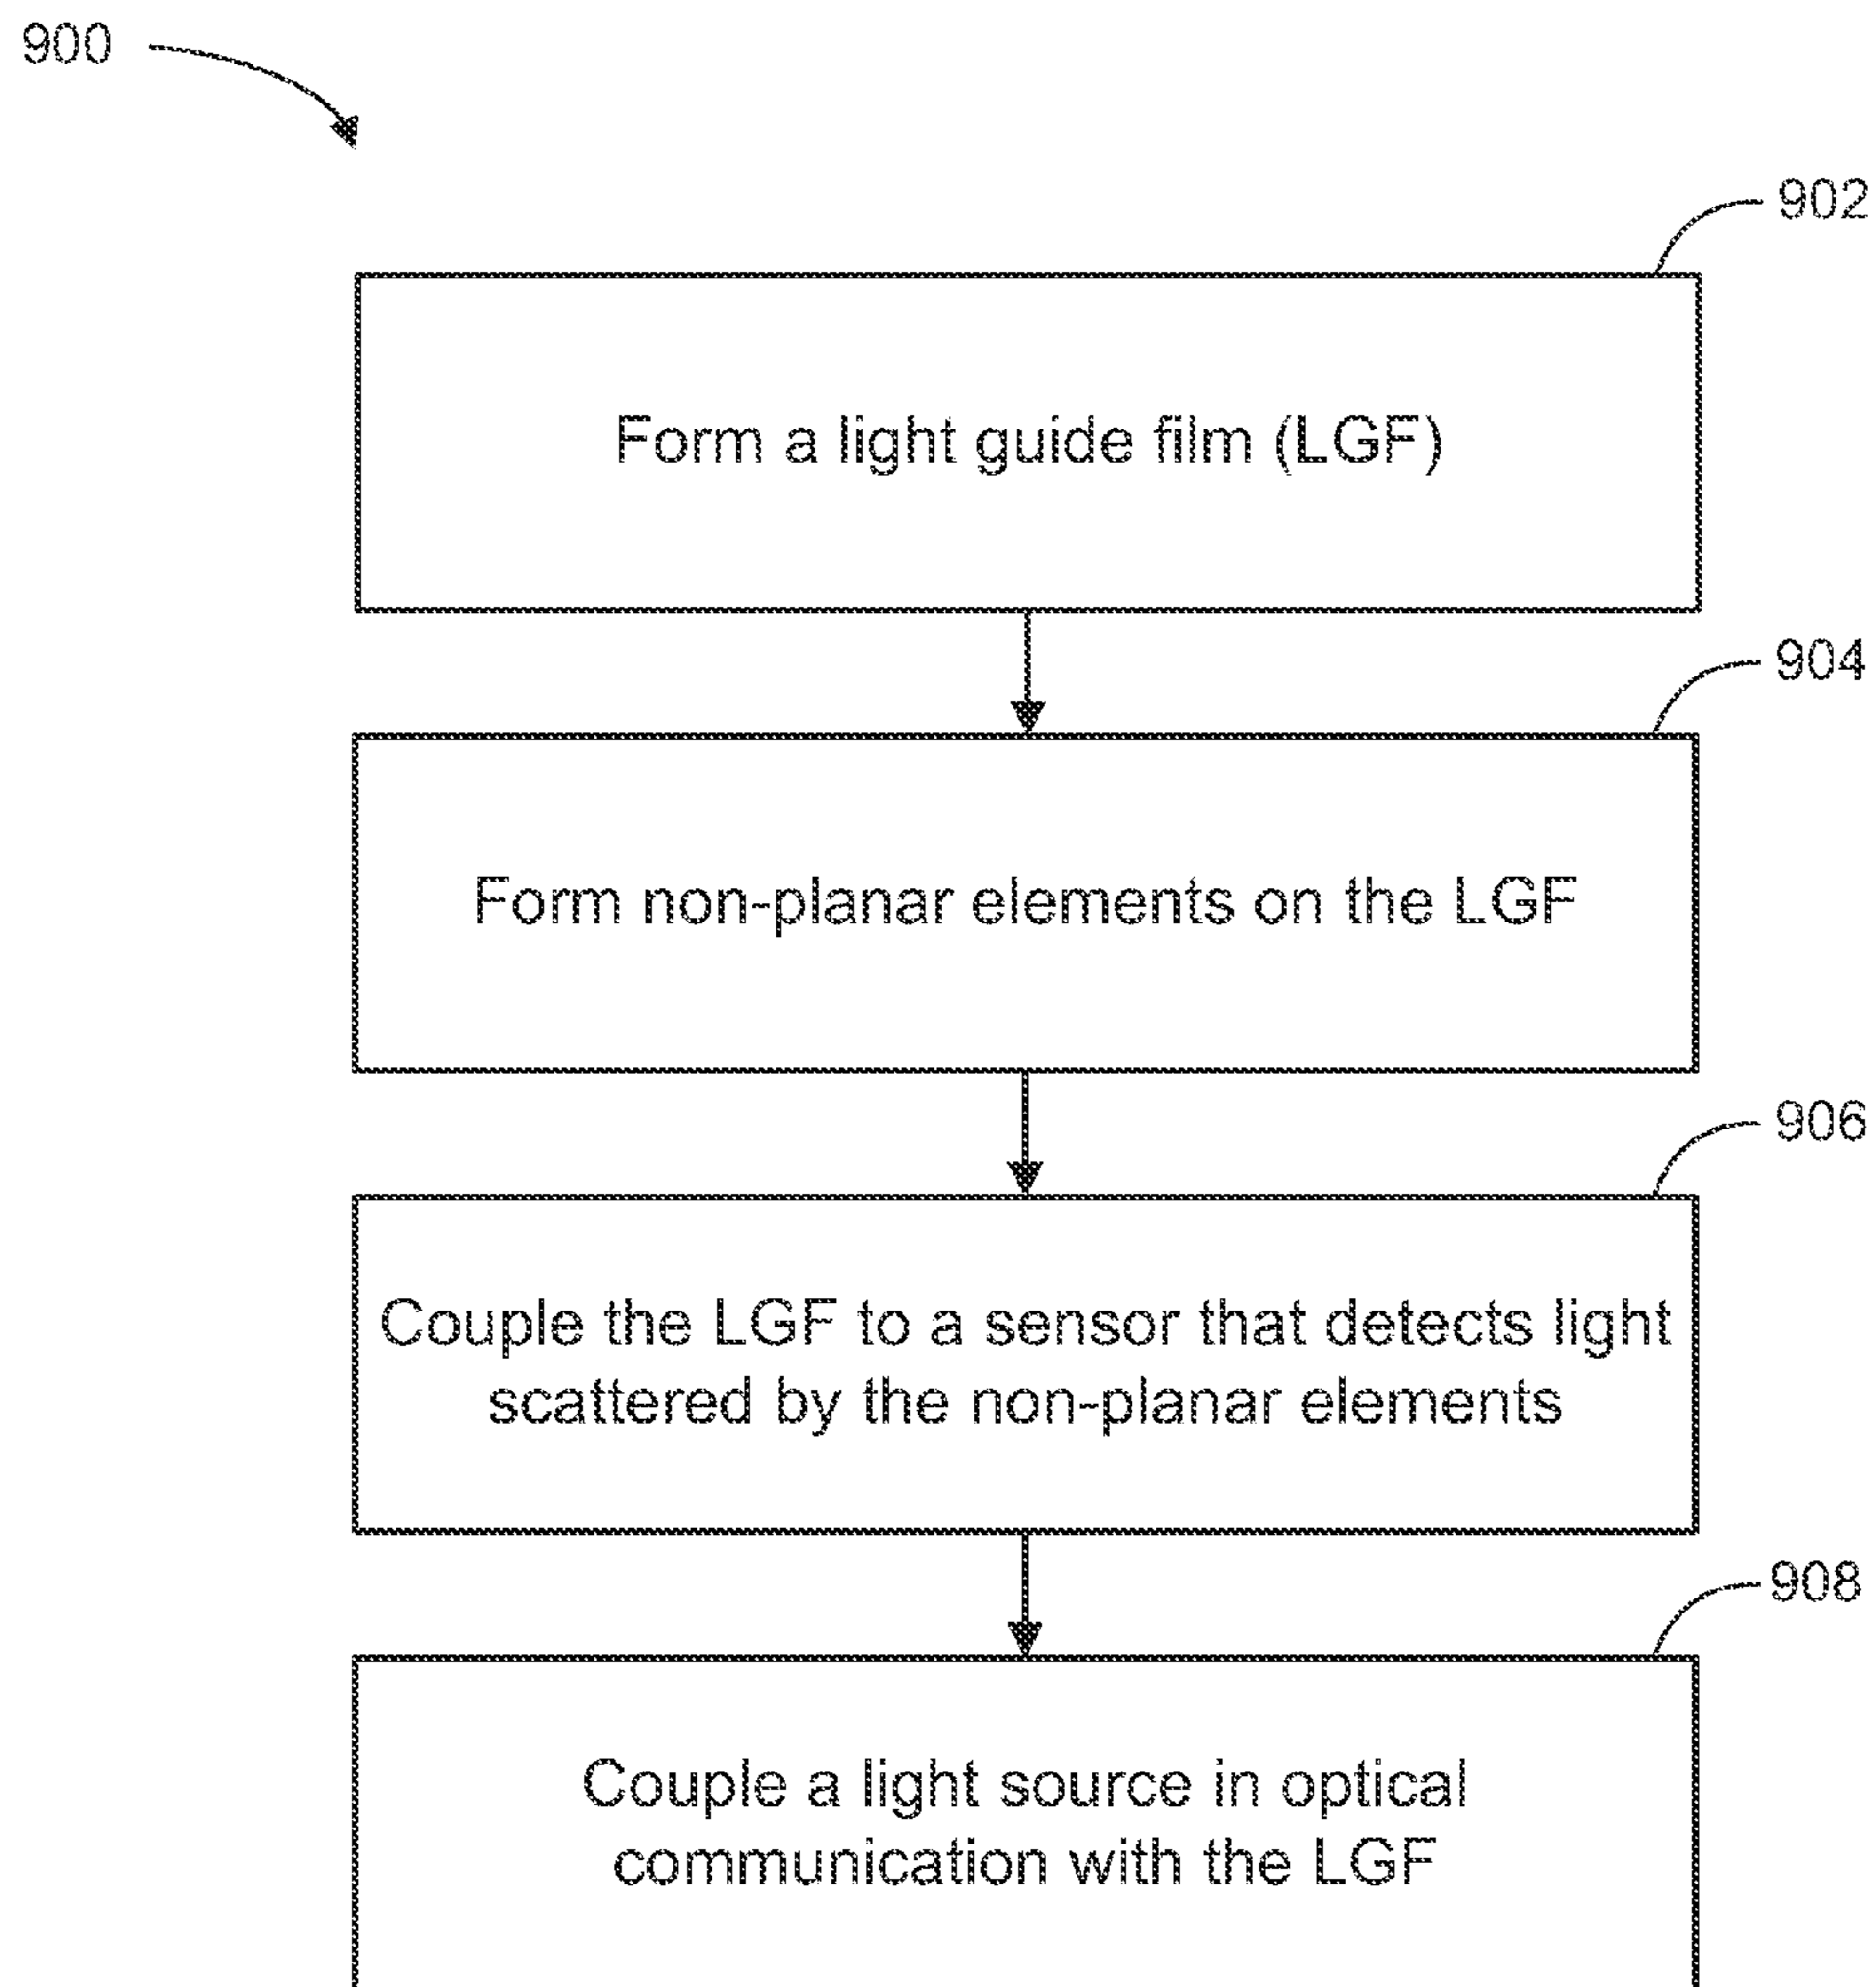 900
902
Form a light guide film (LGF)
904
Form non-planar elements on the LGF
906
Couple the LGF to a sensor that detects light
scattered by the non-planar elements
908
Couple a light source in optical
communication with the LGF